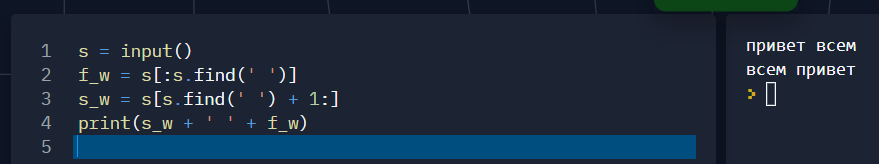 1 s = input()
2 f_w = s[:s.find(' ')]
3 s_w = s[s.find(' ') + 1:]
4 print(s_w + ' ' + f_w)
5
привет всем
всем привет
>